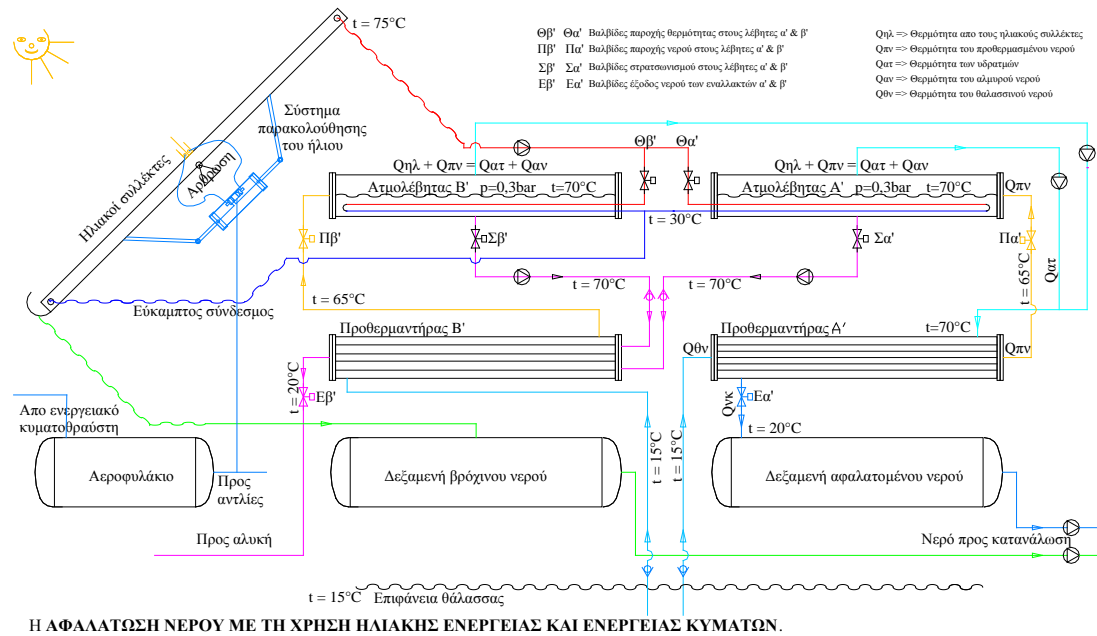 t = 75°C
Θβ' Θα' Βαλβίδες παροχής θερμότητας στους λέβητες α' & β'
Πβ' Πα' Βαλβίδες παροχής νερού στους λέβητες α' & β'
Σβ' Σα' Βαλβίδες στρατσωνισμού στους λέβητες α' & β'
Εβ' Εα' Βαλβίδες έξοδος νερού των εναλλακτών α' & β'
Qηλ => Θερμότητα απο τους ηλιακούς συλλέκτες
Qπν => Θερμότητα του προθερμασμένου νερού
Qατ => Θερμότητα των υδρατμών
Qαν => Θερμότητα του αλμυρού νερού
Qθν => Θερμότητα του θαλασσινού νερού
Σύστημα
παρακολούθησης
του ήλιου
Ηλιακοί συλλέκτες
Αρθρωση
Θβ' Θα'
Qηλ + Qπν = Qατ + Qαν
Qηλ + Qπν = Qατ + Qαν
Ατμολέβητας Β' p=0,3bar t=70°C
Ατμολέβητας Α' p=0,3bar t=70°C
Qπν
t = 30°C
Πβ'
Σβ'
Σα'
Πα'
t = 65°C
Qατ
t = 70°C
t = 70°C
t = 65°C
Εύκαμπτος σύνδεσμος
Προθερμαντήρας Β'
Προθερμαντήρας Α'
t=70°C
Qθν
Qπν
t = 20°C
Εβ'
Qνκ
Εα'
t = 20°C
Απο ενεργειακό
κυματοθραύστη
Αεροφυλάκιο
Προς
αντλίες
Δεξαμενή βρόχινου νερού
t = 15°C
t = 15°C
Δεξαμενή αφαλατομένου νερού
Προς αλυκή
Νερό προς κατανάλωση
t = 15°C Επιφάνεια θάλασσας
Η ΑΦΑΛΑΤΩΣΗ ΝΕΡΟΥ ΜΕ ΤΗ ΧΡΗΣΗ ΗΛΙΑΚΗΣ ΕΝΕΡΓΕΙΑΣ ΚΑΙ ΕΝΕΡΓΕΙΑΣ ΚΥΜΑΤΩΝ.